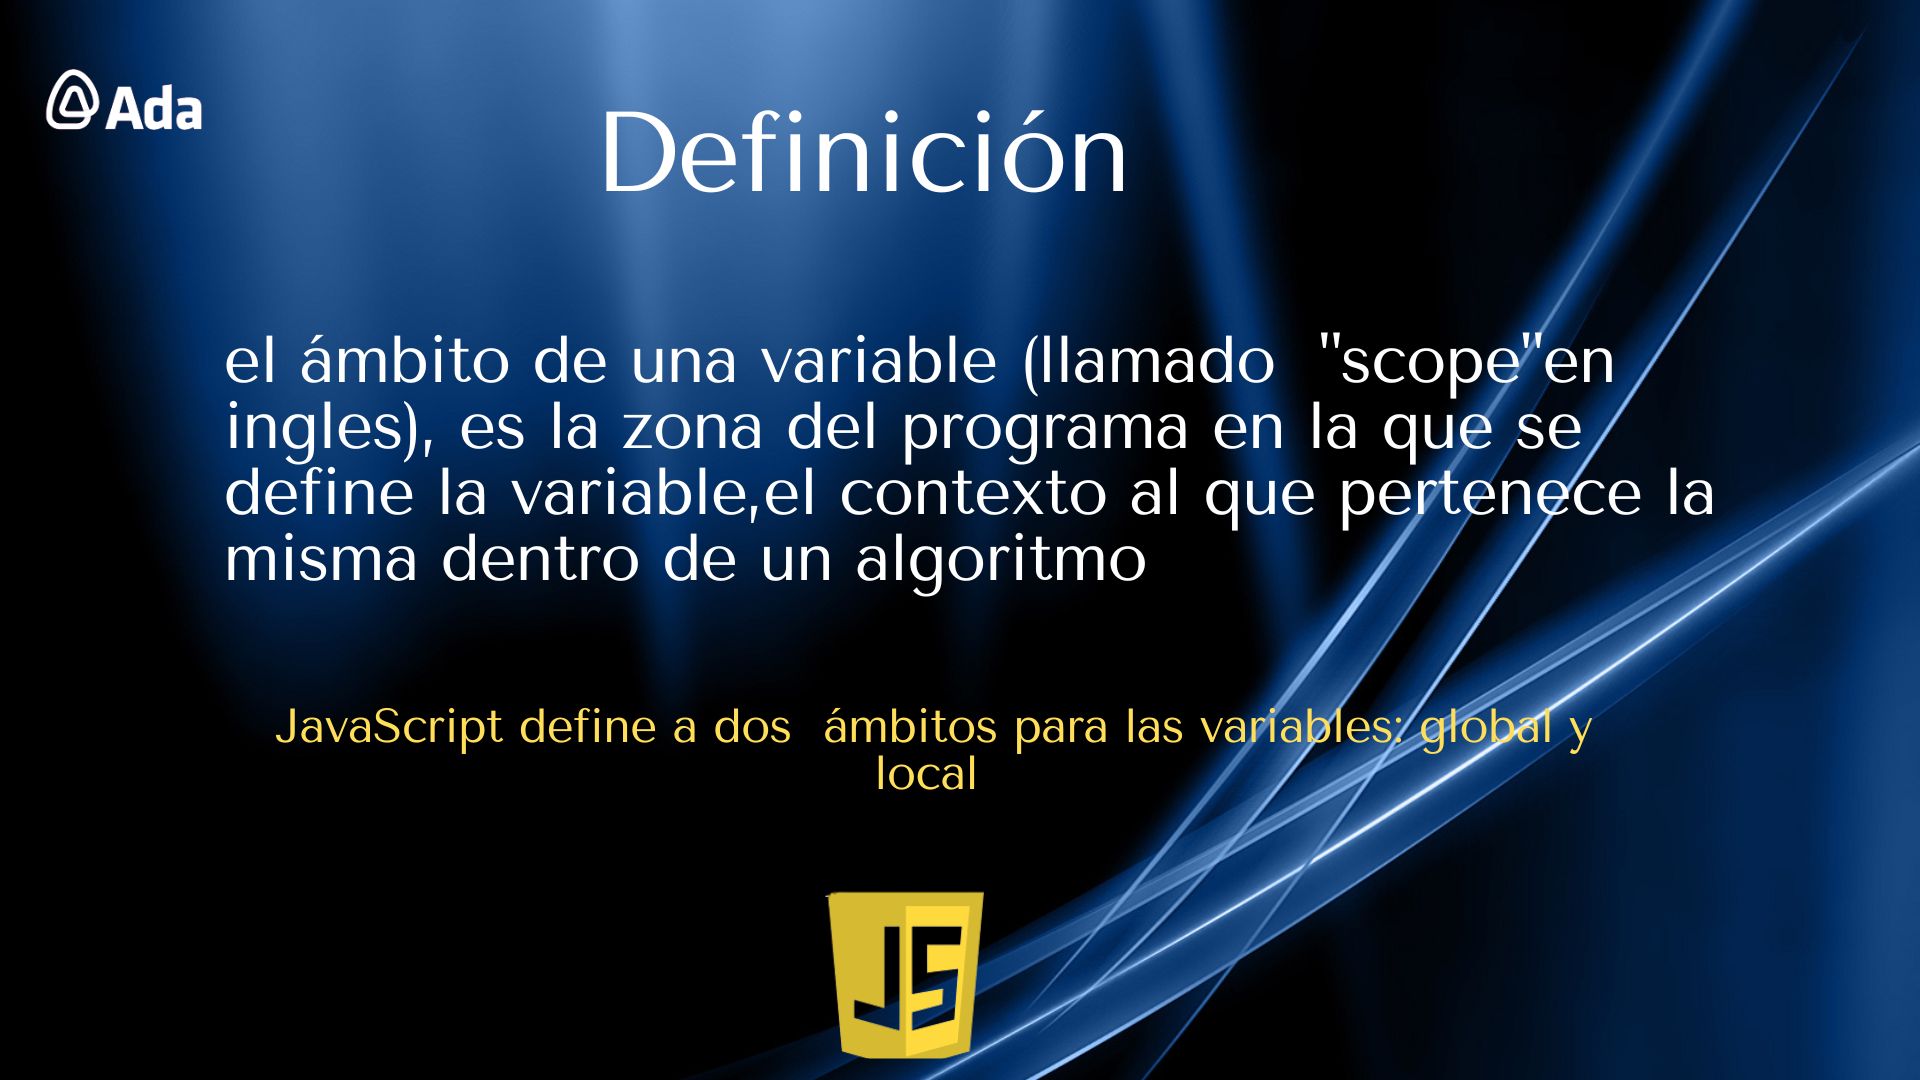 Ada
Definición
el ámbito de una variable (llamado "scope"en
ingles), es la zona del programa en la que se
define la variable,el contexto al que pertenece la
misma dentro de un algoritmo
JavaScript define a dos ámbitos para las variables: global y
local
JS